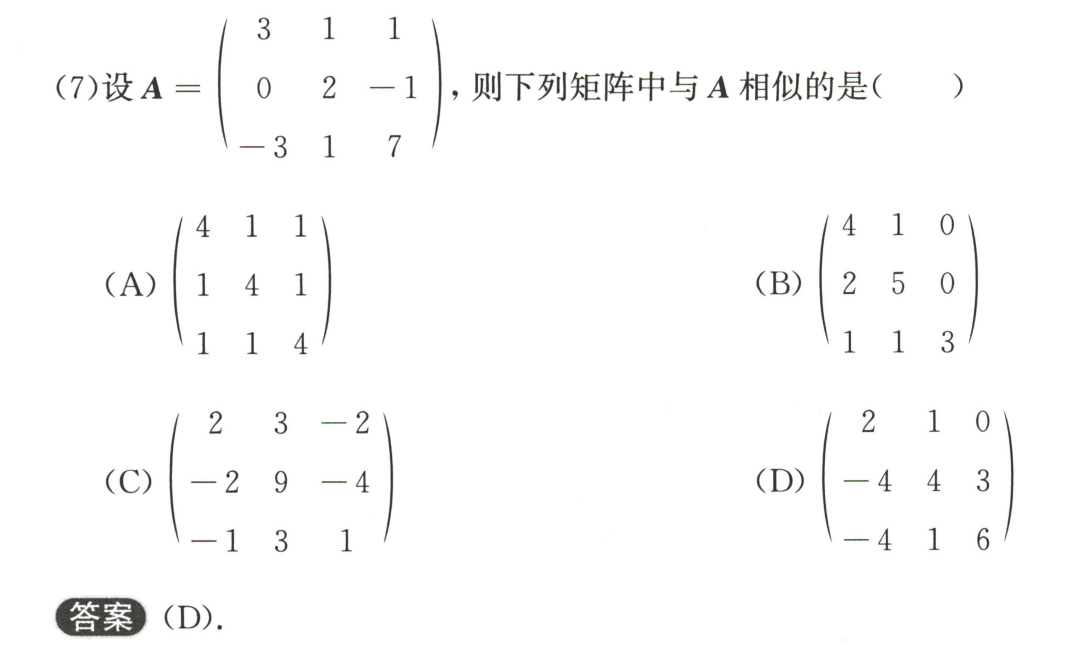 (7)设 A = ( 3 1 1
0 2 −1
−3 1 7 ), 则下列矩阵中与 A 相似的是(　　)
(A) ( 4 1 1
1 4 1
1 1 4 )
(B) ( 4 1 0
2 5 0
1 1 3 )
(C) ( 2 3 −2
−2 9 −4
−1 3 1 )
(D) ( 2 1 0
−4 4 3
−4 1 6 )
答案 (D).